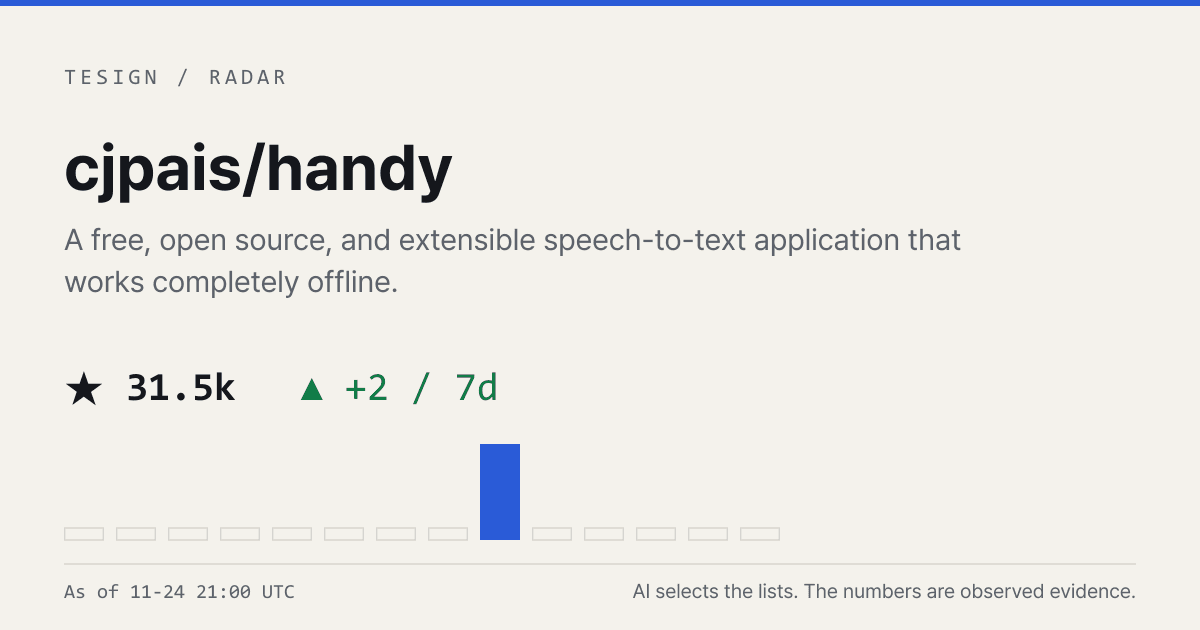 TESIGN / RADAR
cjpais/handy
A free, open source, and extensible speech-to-text application that
works completely offline.
★ 31.5k ▲ +2 / 7d
As of 11-24 21:00 UTC
AI selects the lists. The numbers are observed evidence.